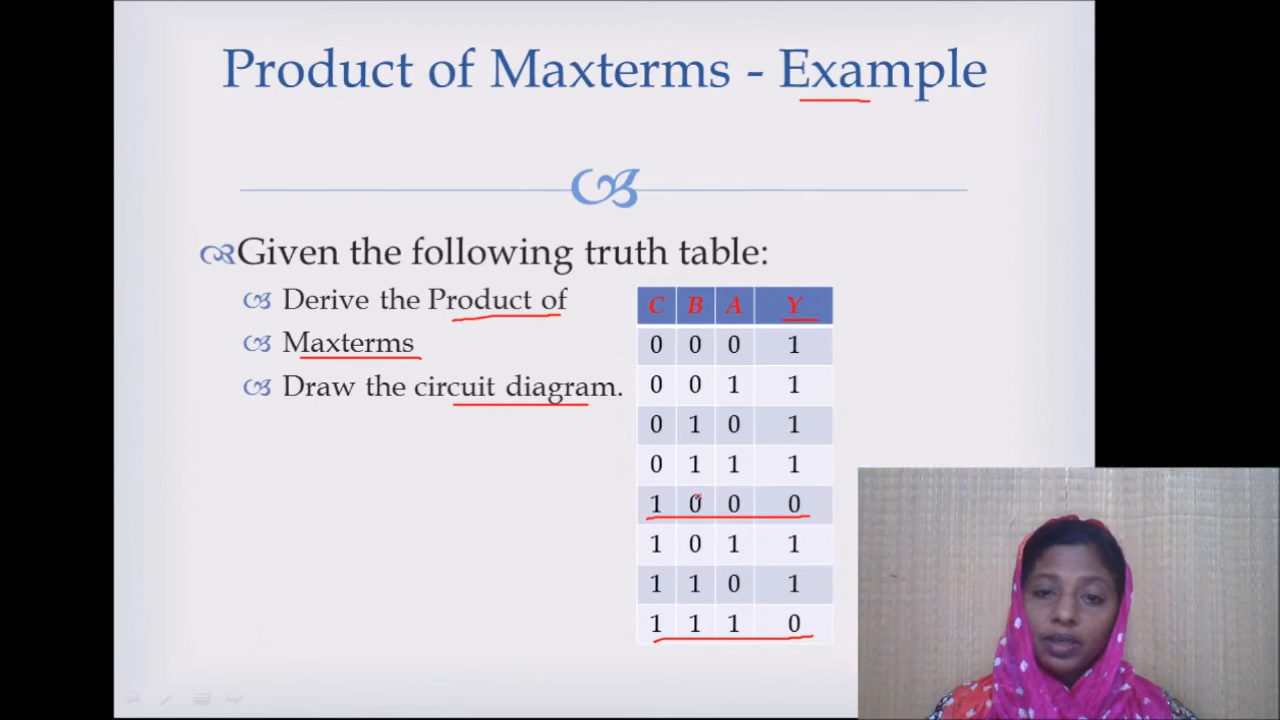 Product of Maxterms - Example
Given the following truth table:
Derive the Product of
Maxterms
Draw the circuit diagram.
C B A Y
0 0 0 1
0 0 1 1
0 1 0 1
0 1 1 1
1 0 0 0
1 0 1 1
1 1 0 1
1 1 1 0